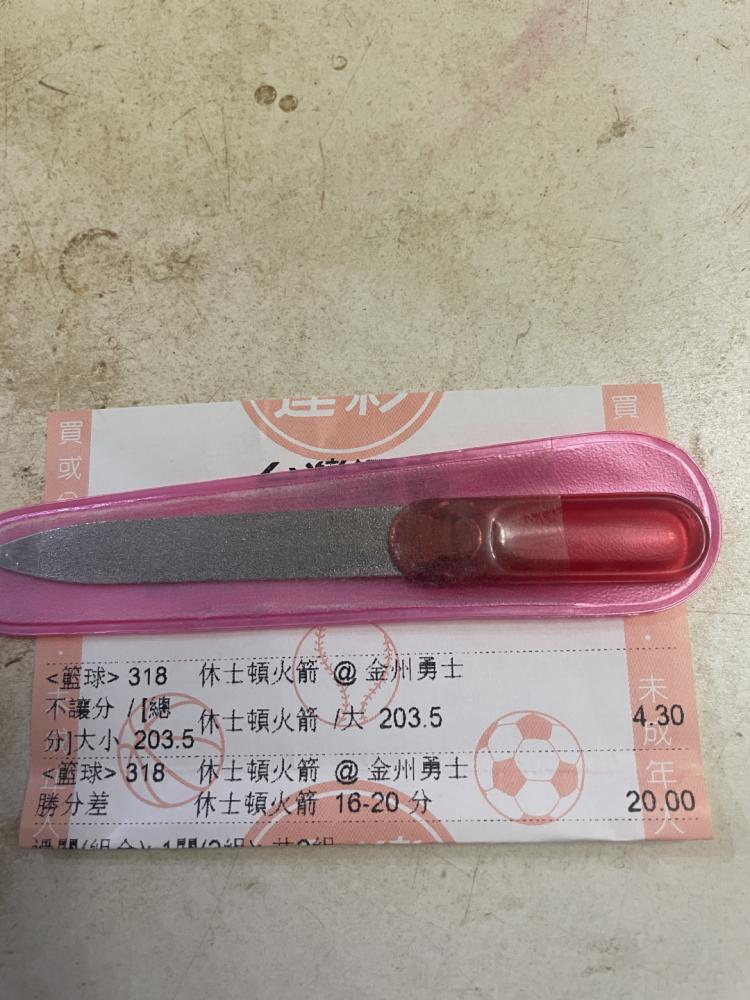 運彩
買
買或
<籃球> 318 休士頓火箭 @ 金州勇士
不讓分 / [總
分]大小 203.5
休士頓火箭 /大 203.5
4.30
<籃球> 318 休士頓火箭 @ 金州勇士
勝分差 休士頓火箭 16-20 分 20.00
未成年人